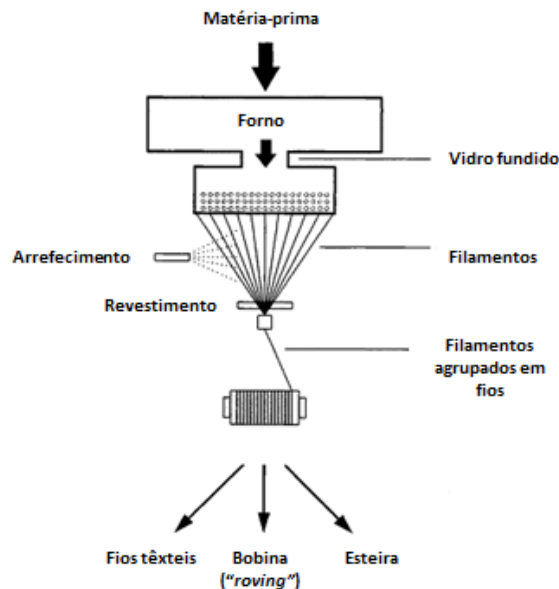 Matéria-prima
Forno
Vidro fundido
Arrefecimento
Filamentos
Revestimento
Filamentos
agrupados em
fios
Fios têxteis
Bobina
("roving")
Esteira